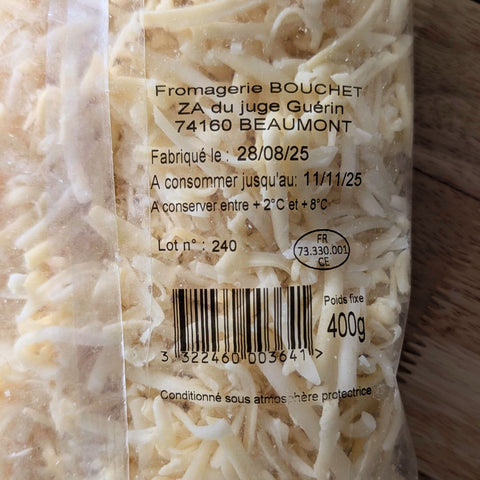 Fromagerie BOUCHET
ZA du juge Guérin
74160 BEAUMONT
Fabriqué le : 28/08/25
A consommer jusqu'au: 11/11/25
A conserver entre + 2°C et + 8°C
Lot n° : 240
FR
73.330.001
CE
Poids fixe
400g
3 322460 003641 >
Conditionné sous atmosphère protectrice